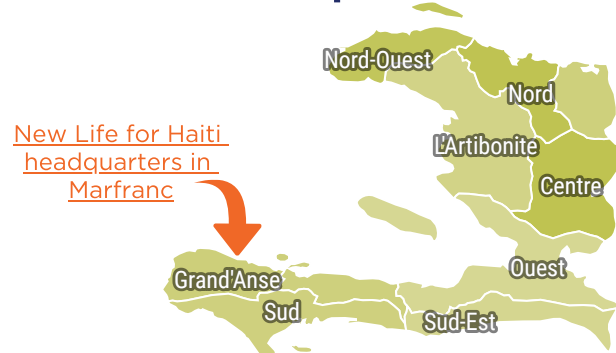 New Life for Haiti
headquarters in
Marfranc
Nord-Ouest
Nord
L'Artibonite
Centre
Ouest
Grand'Anse
Sud
Sud-Est